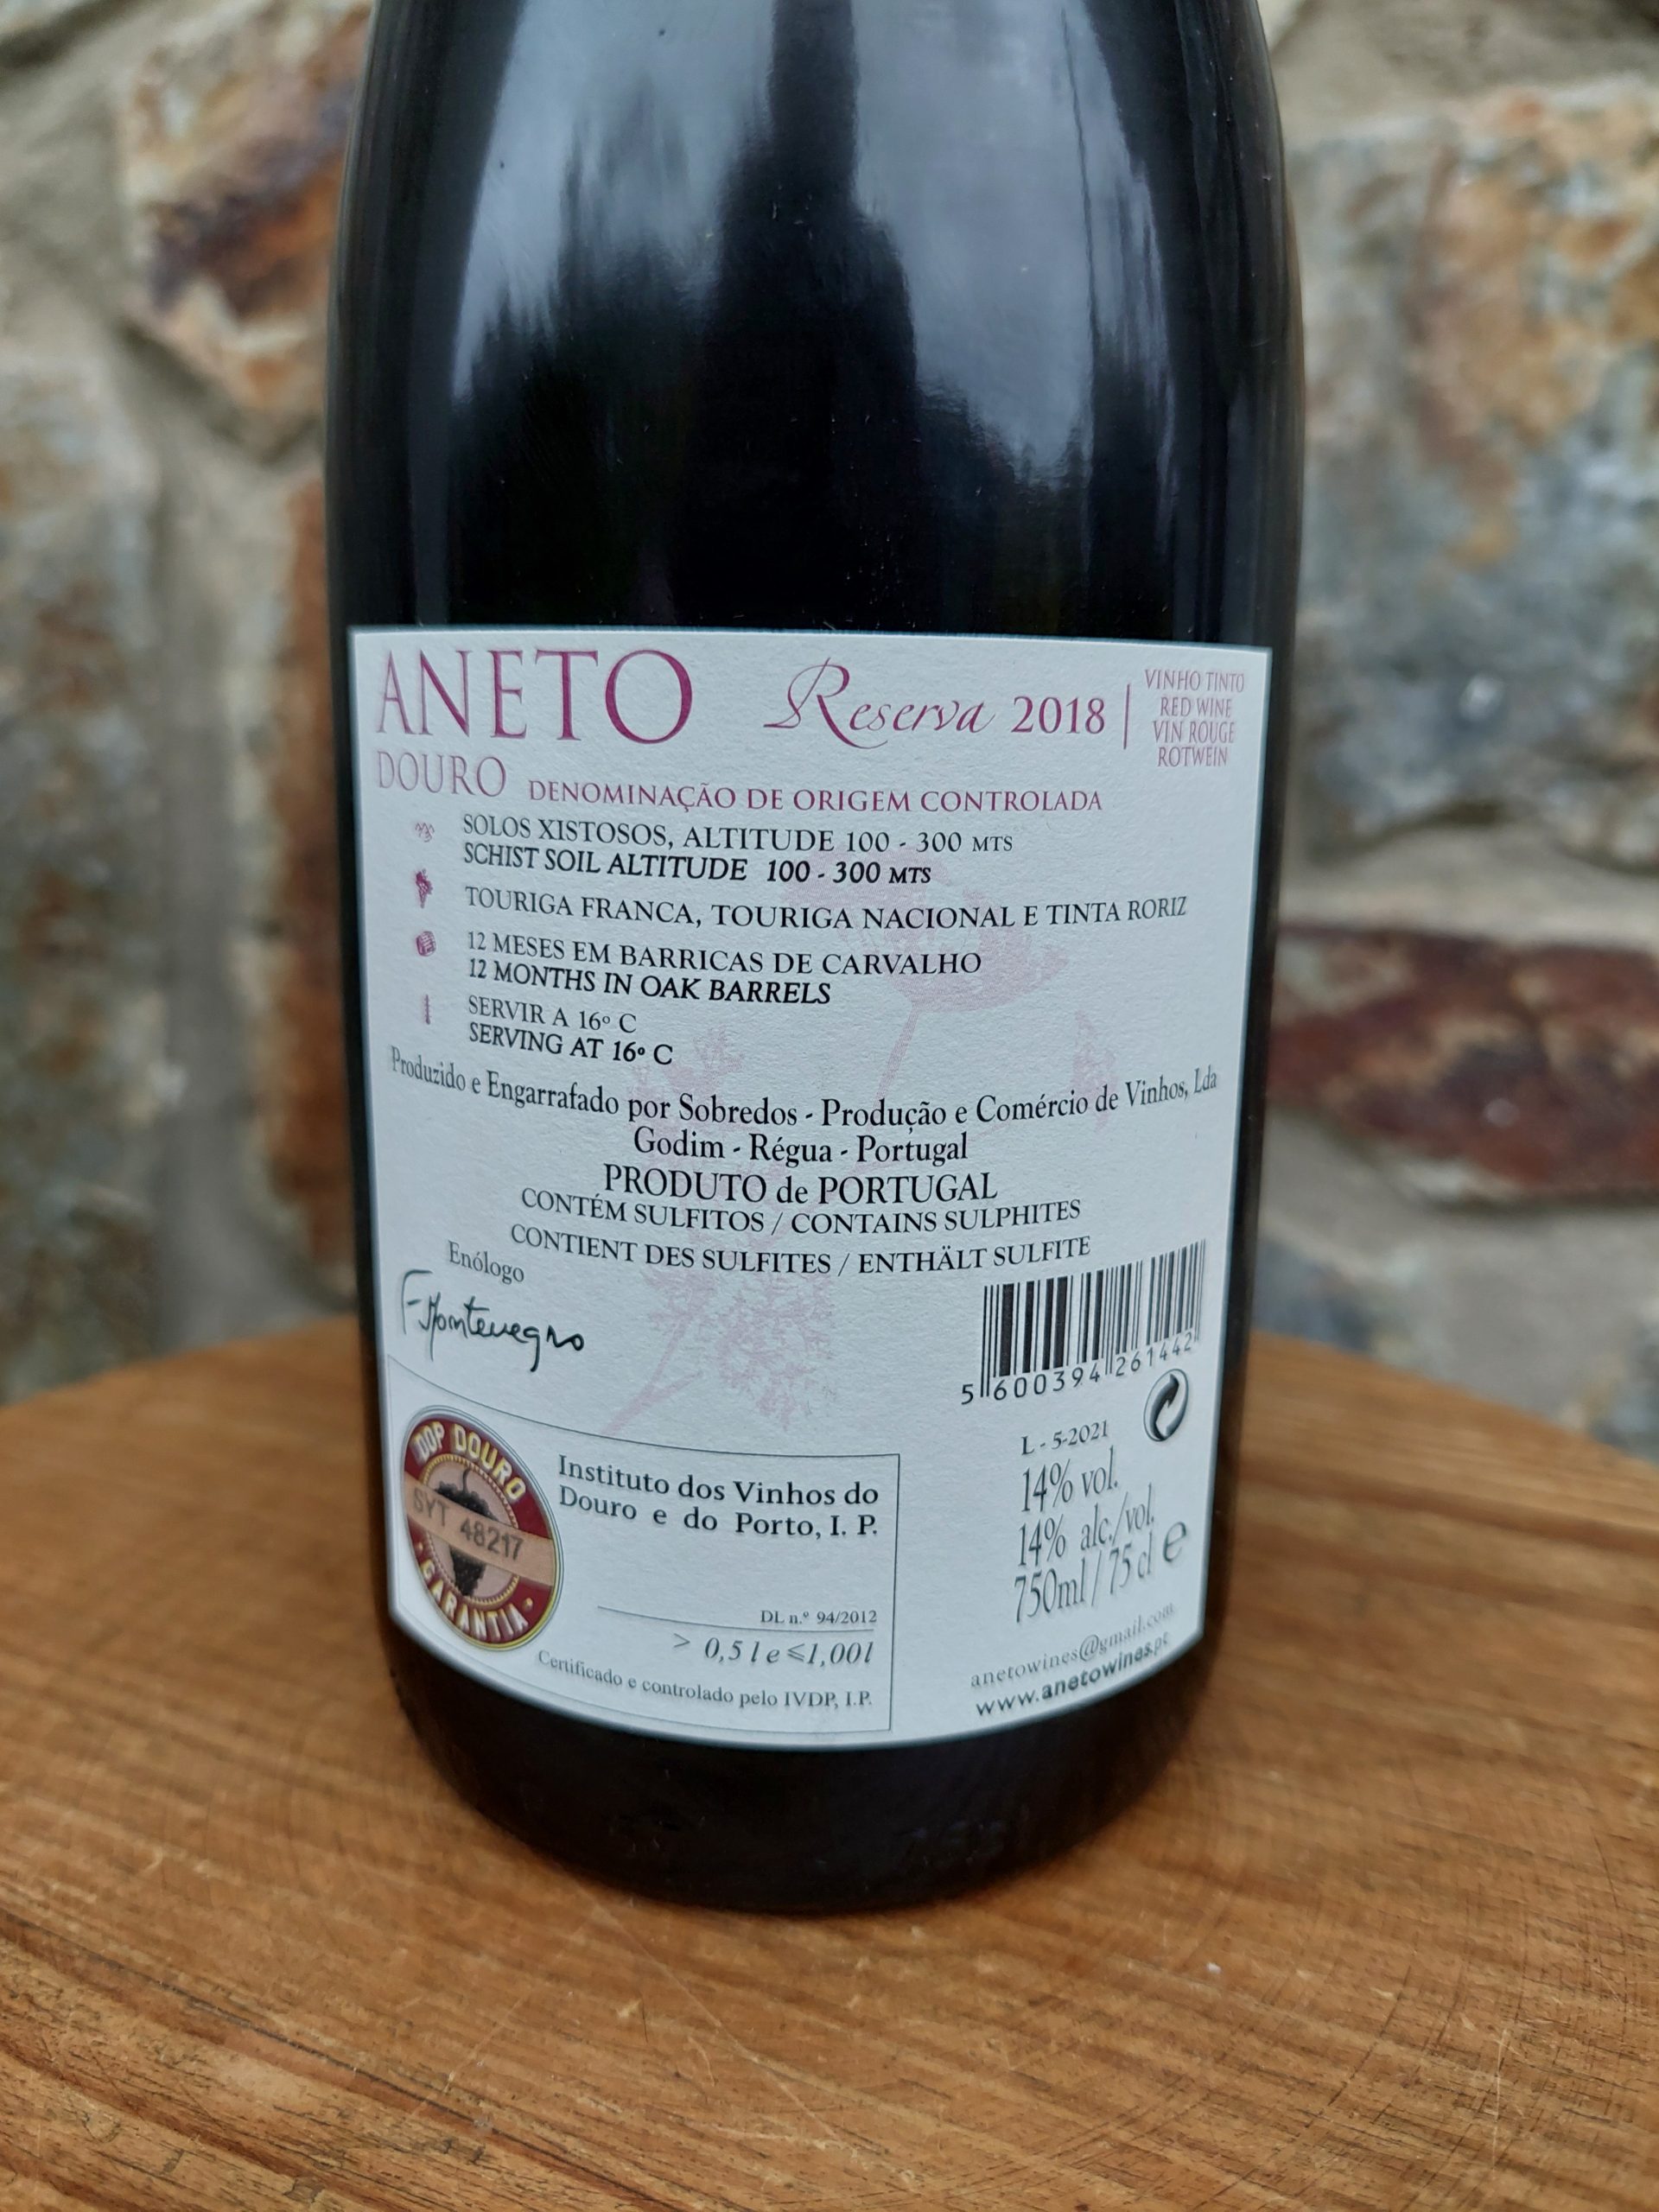 ANETO Reserva 2018
VINHO TINTO
RED WINE
VIN ROUGE
ROTWEIN
DOURO DENOMINAÇÃO DE ORIGEM CONTROLADA
SOLOS XISTOSOS, ALTITUDE 100 - 300 MTS
SCHIST SOIL ALTITUDE 100 - 300 MTS
TOURIGA FRANCA, TOURIGA NACIONAL E TINTA RORIZ
12 MESES EM BARRICAS DE CARVALHO
12 MONTHS IN OAK BARRELS
SERVIR A 16º C
SERVING AT 16º C
Produzido e Engarrafado por Sobredos - Produção e Comércio de Vinhos, Lda
Godim - Régua - Portugal
PRODUTO de PORTUGAL
CONTÉM SULFITOS / CONTAINS SULPHITES
CONTIENT DES SULFITES / ENTHÄLT SULFITE
Enólogo
F. Montenegro
5 600394 261442
L - 5-2021
14% vol.
14% alc./vol.
750ml / 75 cl e
anetowines@gmail.com
www.anetowines.pt
DOP DOURO
SYT 48217
GARANTIA
Instituto dos Vinhos do
Douro e do Porto, I. P.
DL n.º 94/2012
> 0,5 l e ⩽1,00l
Certificado e controlado pelo IVDP, I.P.